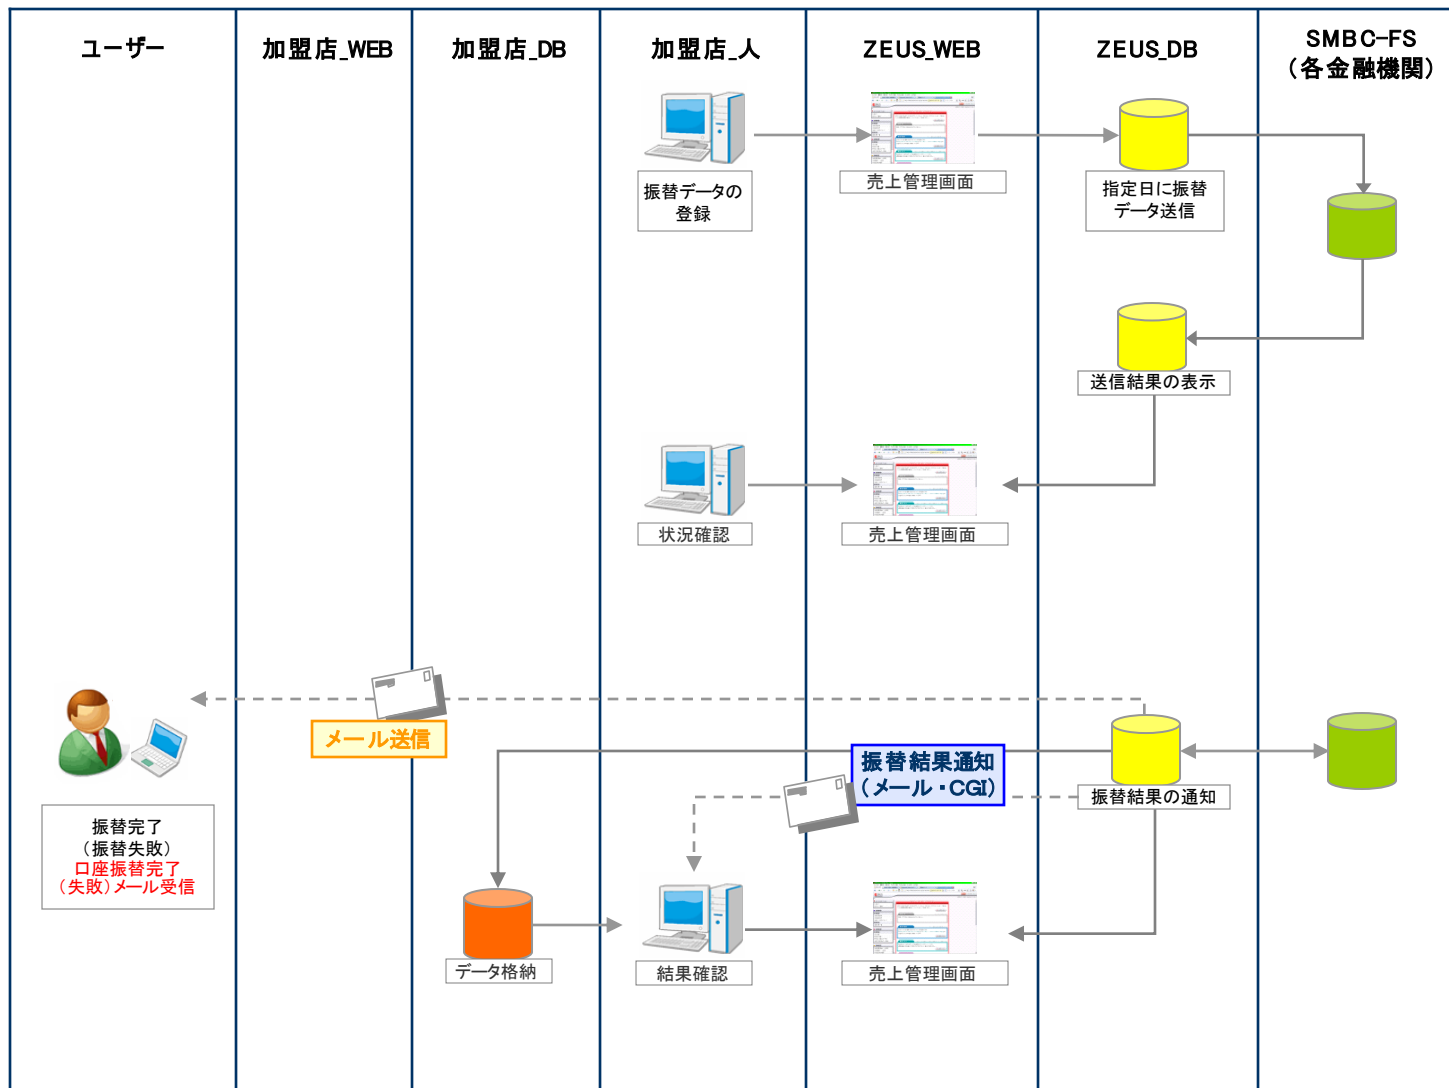 ユーザー
加盟店_WEB
加盟店_DB
加盟店_人
ZEUS_WEB
ZEUS_DB
SMBC-FS
（各金融機関）
振替データの
登録
売上管理画面
指定日に振替
データ送信
送信結果の表示
状況確認
売上管理画面
メール送信
振替結果通知
（メール・CGI）
振替結果の通知
振替完了
（振替失敗）
口座振替完了
（失敗）メール受信
データ格納
結果確認
売上管理画面